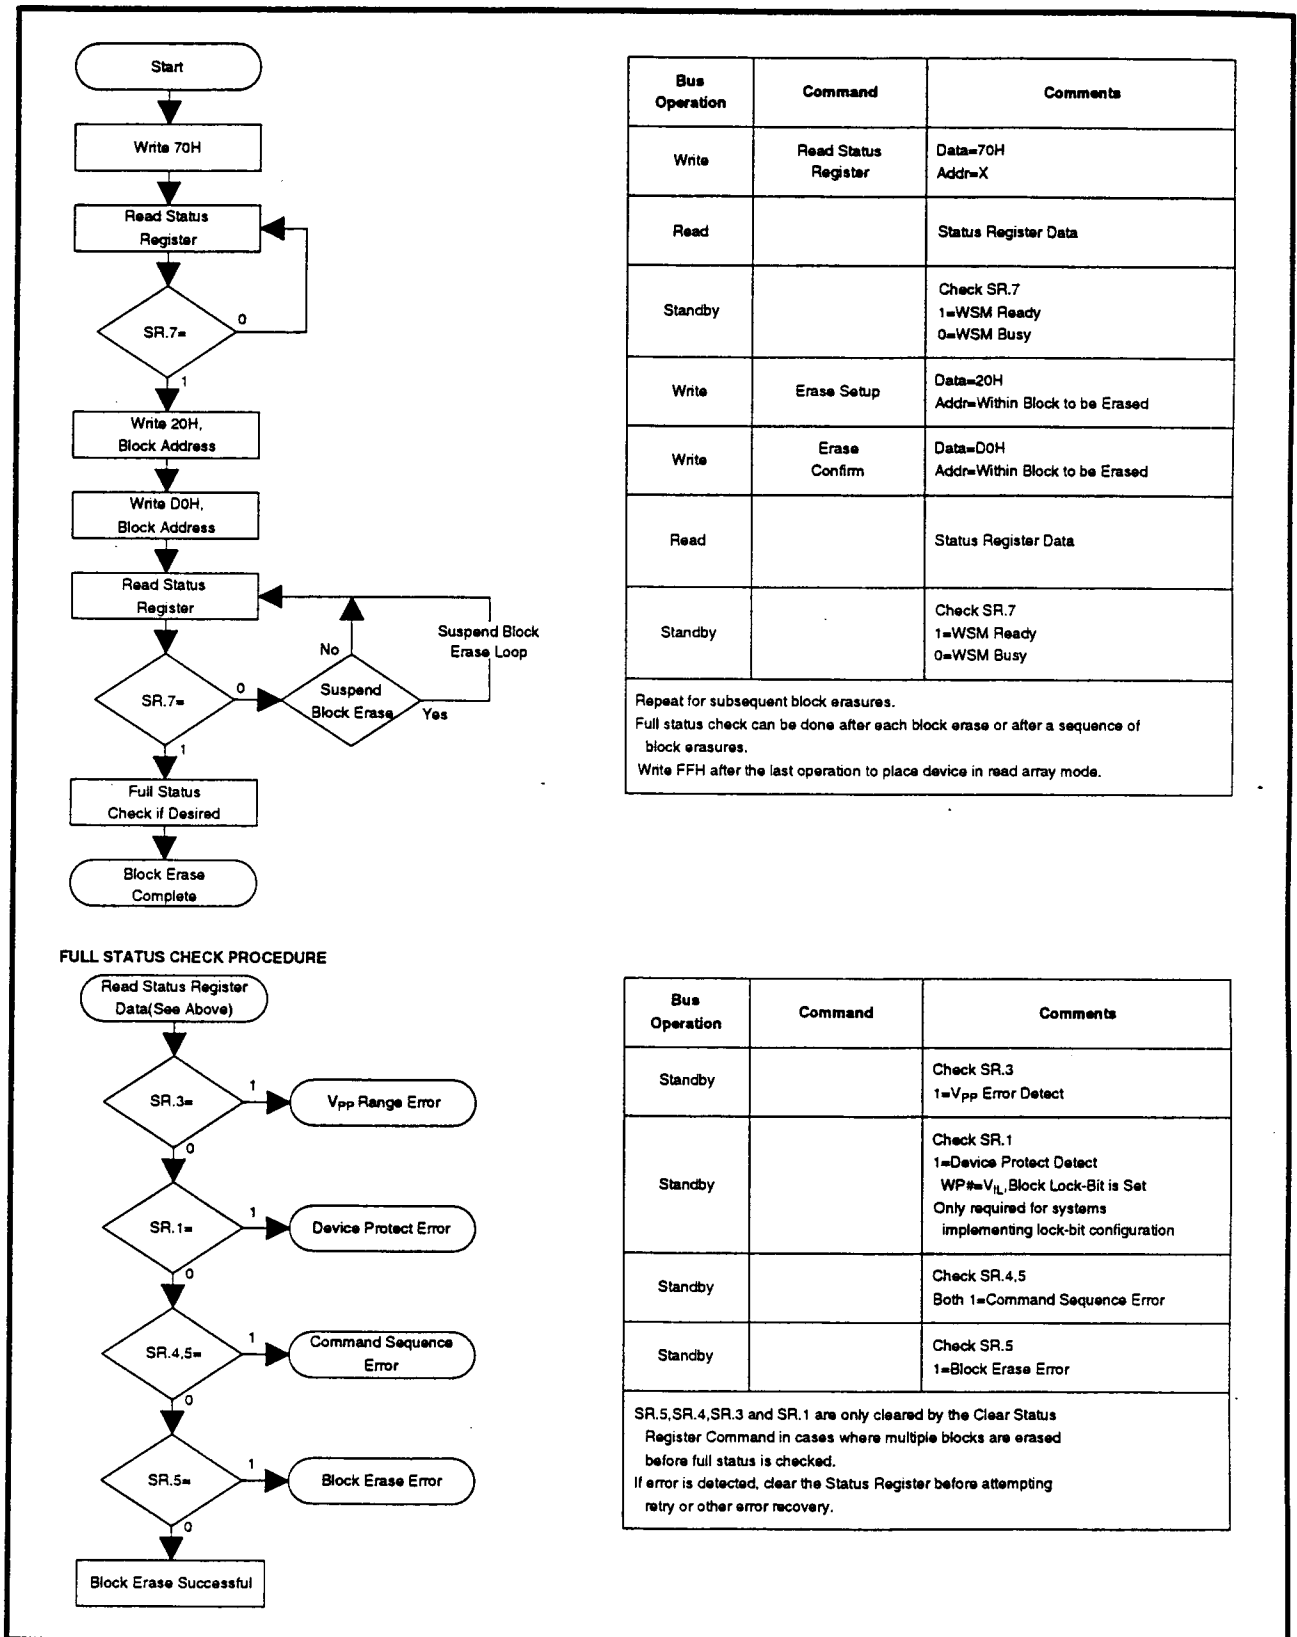 Start
Write 70H
Read Status
Register
SR.7=
0
1
Write 20H,
Block Address
Write D0H,
Block Address
Read Status
Register
SR.7=
0
1
Suspend
Block Erase
No
Yes
Suspend Block
Erase Loop
Full Status
Check if Desired
Block Erase
Complete
Bus
Operation
Command
Comments
Write
Read Status
Register
Data=70H
Addr=X
Read
Status Register Data
Standby
Check SR.7
1=WSM Ready
0=WSM Busy
Write
Erase Setup
Data=20H
Addr=Within Block to be Erased
Write
Erase
Confirm
Data=D0H
Addr=Within Block to be Erased
Read
Status Register Data
Standby
Check SR.7
1=WSM Ready
0=WSM Busy
Repeat for subsequent block erasures.
Full status check can be done after each block erase or after a sequence of
block erasures.
Write FFH after the last operation to place device in read array mode.
FULL STATUS CHECK PROCEDURE
Read Status Register
Data(See Above)
SR.3=
1
VPP Range Error
0
SR.1=
1
Device Protect Error
0
SR.4,5=
1
Command Sequence
Error
0
SR.5=
1
Block Erase Error
0
Block Erase Successful
Bus
Operation
Command
Comments
Standby
Check SR.3
1=VPP Error Detect
Standby
Check SR.1
1=Device Protect Detect
WP#=VIL,Block Lock-Bit is Set
Only required for systems
implementing lock-bit configuration
Standby
Check SR.4,5
Both 1=Command Sequence Error
Standby
Check SR.5
1=Block Erase Error
SR.5,SR.4,SR.3 and SR.1 are only cleared by the Clear Status
Register Command in cases where multiple blocks are erased
before full status is checked.
If error is detected, clear the Status Register before attempting
retry or other error recovery.